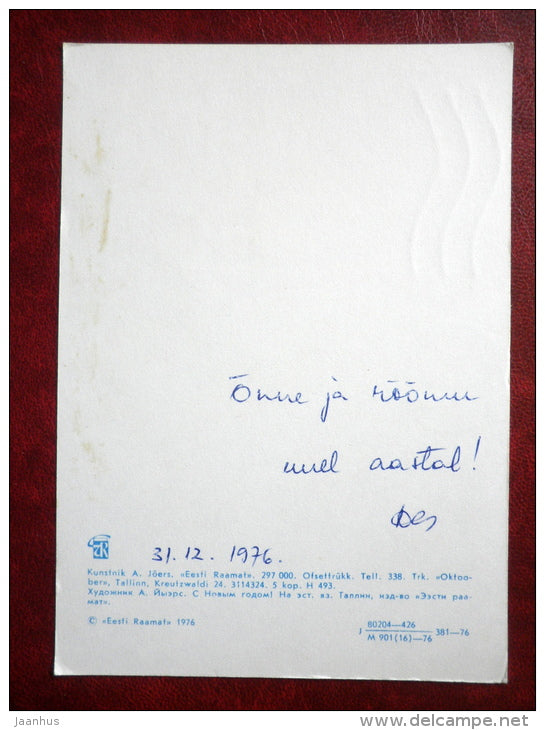 Õnne ja rõõmu
uuel aastal!
31.12.1976.
Kunstnik A. Jõers. «Eesti Raamat». 297 000. Ofsettrükk. Tell. 338. Trk. «Oktoo-
ber», Tallinn, Kreutzwaldi 24. 3114324. 5 kop. H 493.
Художник А. Йыэрс. С Новым годом! На эст. яз. Таллин, изд-во «Ээсти раа-
мат».
© «Eesti Raamat» 1976
J 80204—426 381—76
M 901(16)—76
jaanhus
www.delcampe.net